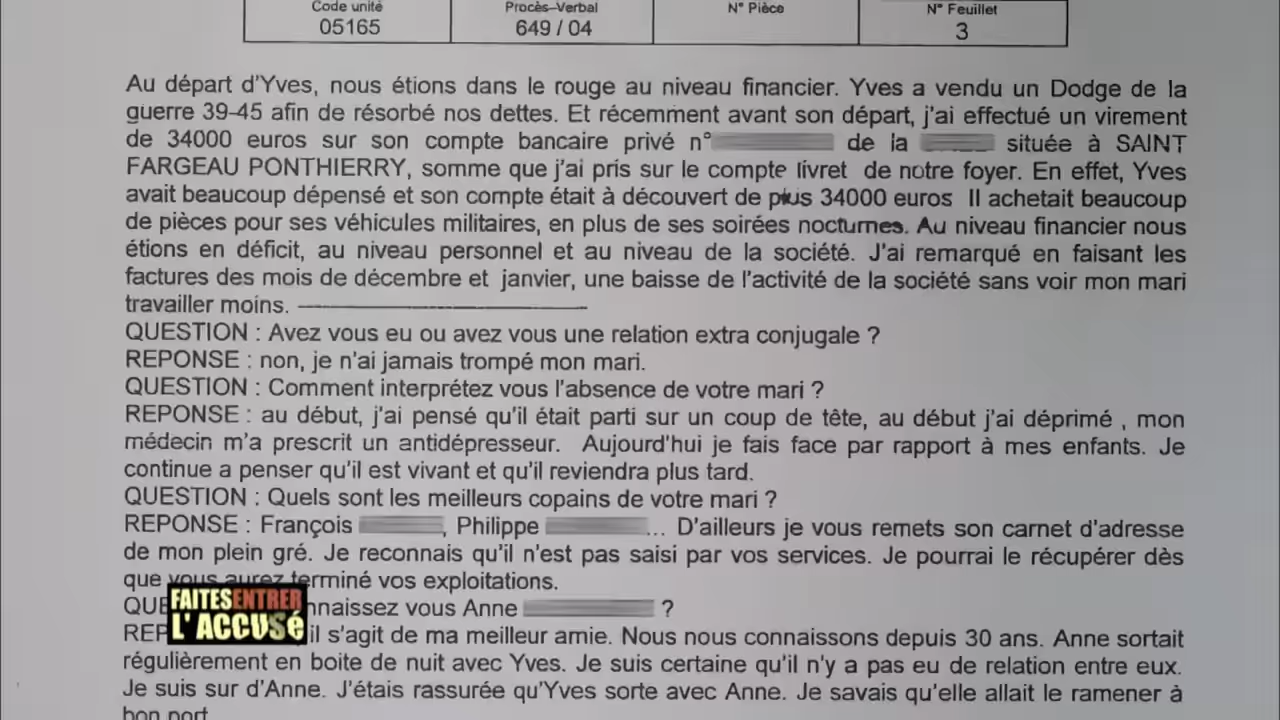 Code unité Procès-Verbal N° Pièce N° Feuillet
05165 649 / 04 3
Au départ d'Yves, nous étions dans le rouge au niveau financier. Yves a vendu un Dodge de la
guerre 39-45 afin de résorbé nos dettes. Et récemment avant son départ, j'ai effectué un virement
de 34000 euros sur son compte bancaire privé n° de la située à SAINT
FARGEAU PONTHIERRY, somme que j'ai pris sur le compte livret de notre foyer. En effet, Yves
avait beaucoup dépensé et son compte était à découvert de plus 34000 euros Il achetait beaucoup
de pièces pour ses véhicules militaires, en plus de ses soirées nocturnes. Au niveau financier nous
étions en déficit, au niveau personnel et au niveau de la société. J'ai remarqué en faisant les
factures des mois de décembre et janvier, une baisse de l'activité de la société sans voir mon mari
travailler moins.
QUESTION : Avez vous eu ou avez vous une relation extra conjugale ?
REPONSE : non, je n'ai jamais trompé mon mari.
QUESTION : Comment interprétez vous l'absence de votre mari ?
REPONSE : au début, j'ai pensé qu'il était parti sur un coup de tête, au début j'ai déprimé , mon
médecin m'a prescrit un antidépresseur. Aujourd'hui je fais face par rapport à mes enfants. Je
continue a penser qu'il est vivant et qu'il reviendra plus tard.
QUESTION : Quels sont les meilleurs copains de votre mari ?
REPONSE : François , Philippe ... D'ailleurs je vous remets son carnet d'adresse
de mon plein gré. Je reconnais qu'il n'est pas saisi par vos services. Je pourrai le récupérer dès
que vous aurez terminé vos exploitations.
QUE nnaissez vous Anne ?
REP il s'agit de ma meilleur amie. Nous nous connaissons depuis 30 ans. Anne sortait
régulièrement en boite de nuit avec Yves. Je suis certaine qu'il n'y a pas eu de relation entre eux.
Je suis sur d'Anne. J'étais rassurée qu'Yves sorte avec Anne. Je savais qu'elle allait le ramener à
bon port
FAITES ENTRER
L'ACCUSé